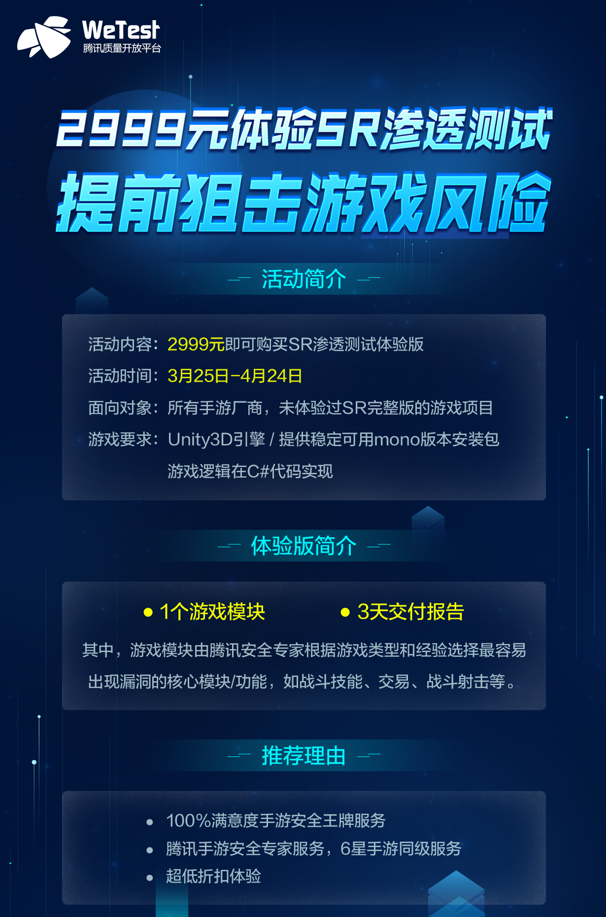 WeTest
腾讯质量开放平台
2999元体验SR渗透测试
提前狙击游戏风险
活动简介
活动内容：2999元即可购买SR渗透测试体验版
活动时间：3月25日-4月24日
面向对象：所有手游厂商，未体验过SR完整版的游戏项目
游戏要求：Unity3D引擎 / 提供稳定可用mono版本安装包
游戏逻辑在C#代码实现
体验版简介
● 1个游戏模块 ● 3天交付报告
其中，游戏模块由腾讯安全专家根据游戏类型和经验选择最容易
出现漏洞的核心模块/功能，如战斗技能、交易、战斗射击等。
推荐理由
● 100%满意度手游安全王牌服务
● 腾讯手游安全专家服务，6星手游同级服务
● 超低折扣体验